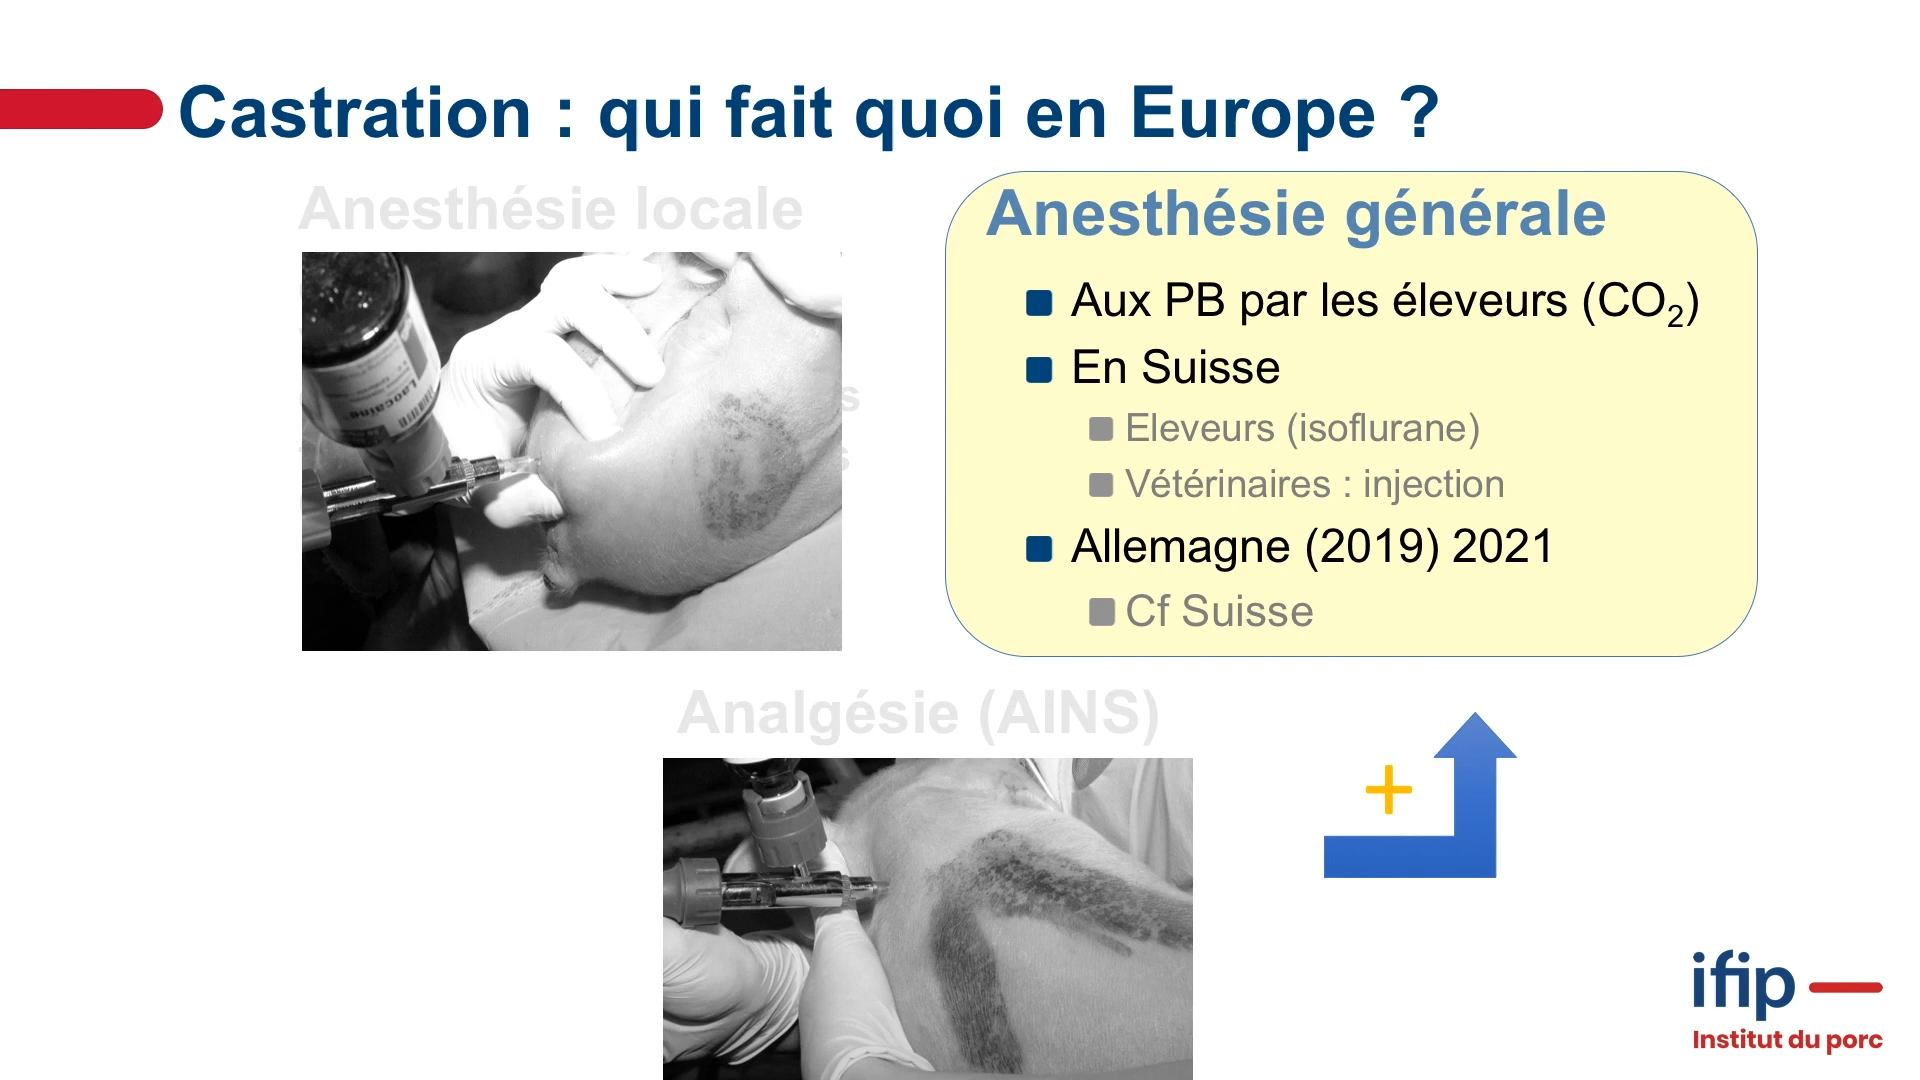 Castration : qui fait quoi en Europe ?
Anesthésie locale
Anesthésie générale
Aux PB par les éleveurs (CO₂)
En Suisse
Eleveurs (isoflurane)
Vétérinaires : injection
Allemagne (2019) 2021
Cf Suisse
Laocaine
s
s
Analgésie (AINS)
+
ifip
Institut du porc